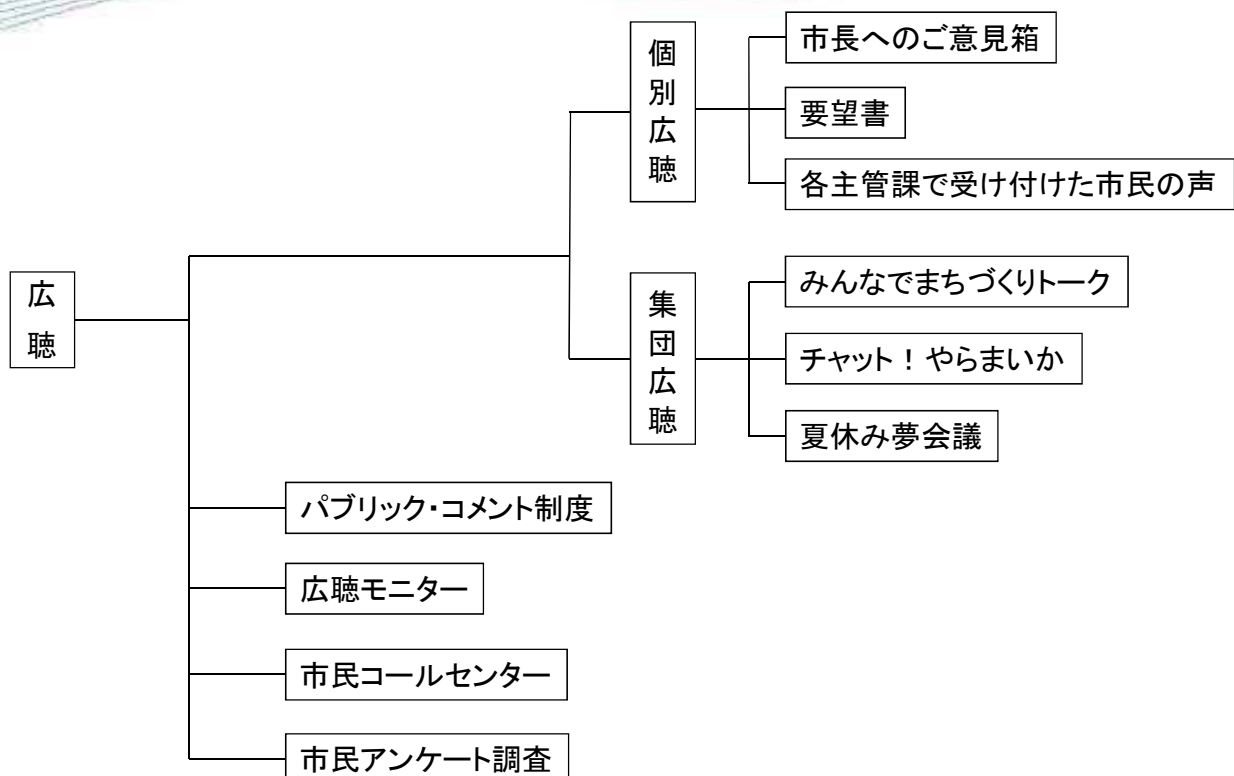 広聴
個別広聴
市長へのご意見箱
要望書
各主管課で受け付けた市民の声
集団広聴
みんなでまちづくりトーク
チャット！やらまいか
夏休み夢会議
パブリック・コメント制度
広聴モニター
市民コールセンター
市民アンケート調査